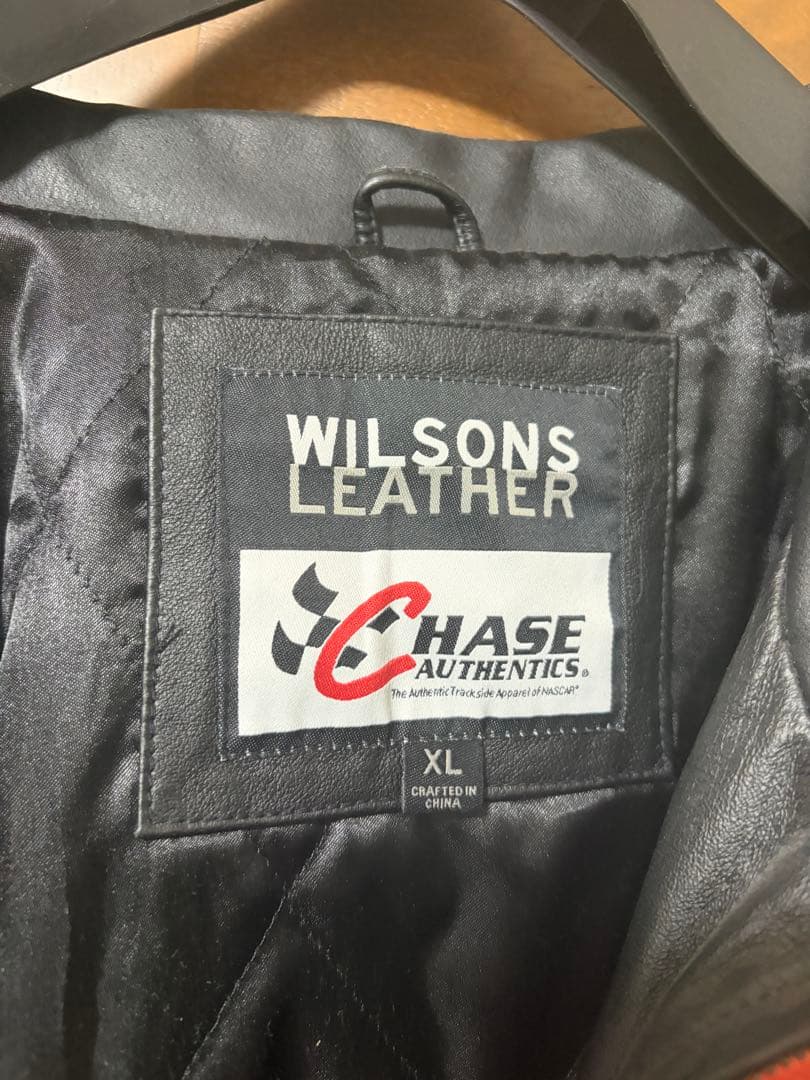 WILSONS
LEATHER
CHASE
AUTHENTICS®
The Authentic Trackside Apparel of NASCAR®
XL
CRAFTED IN
CHINA